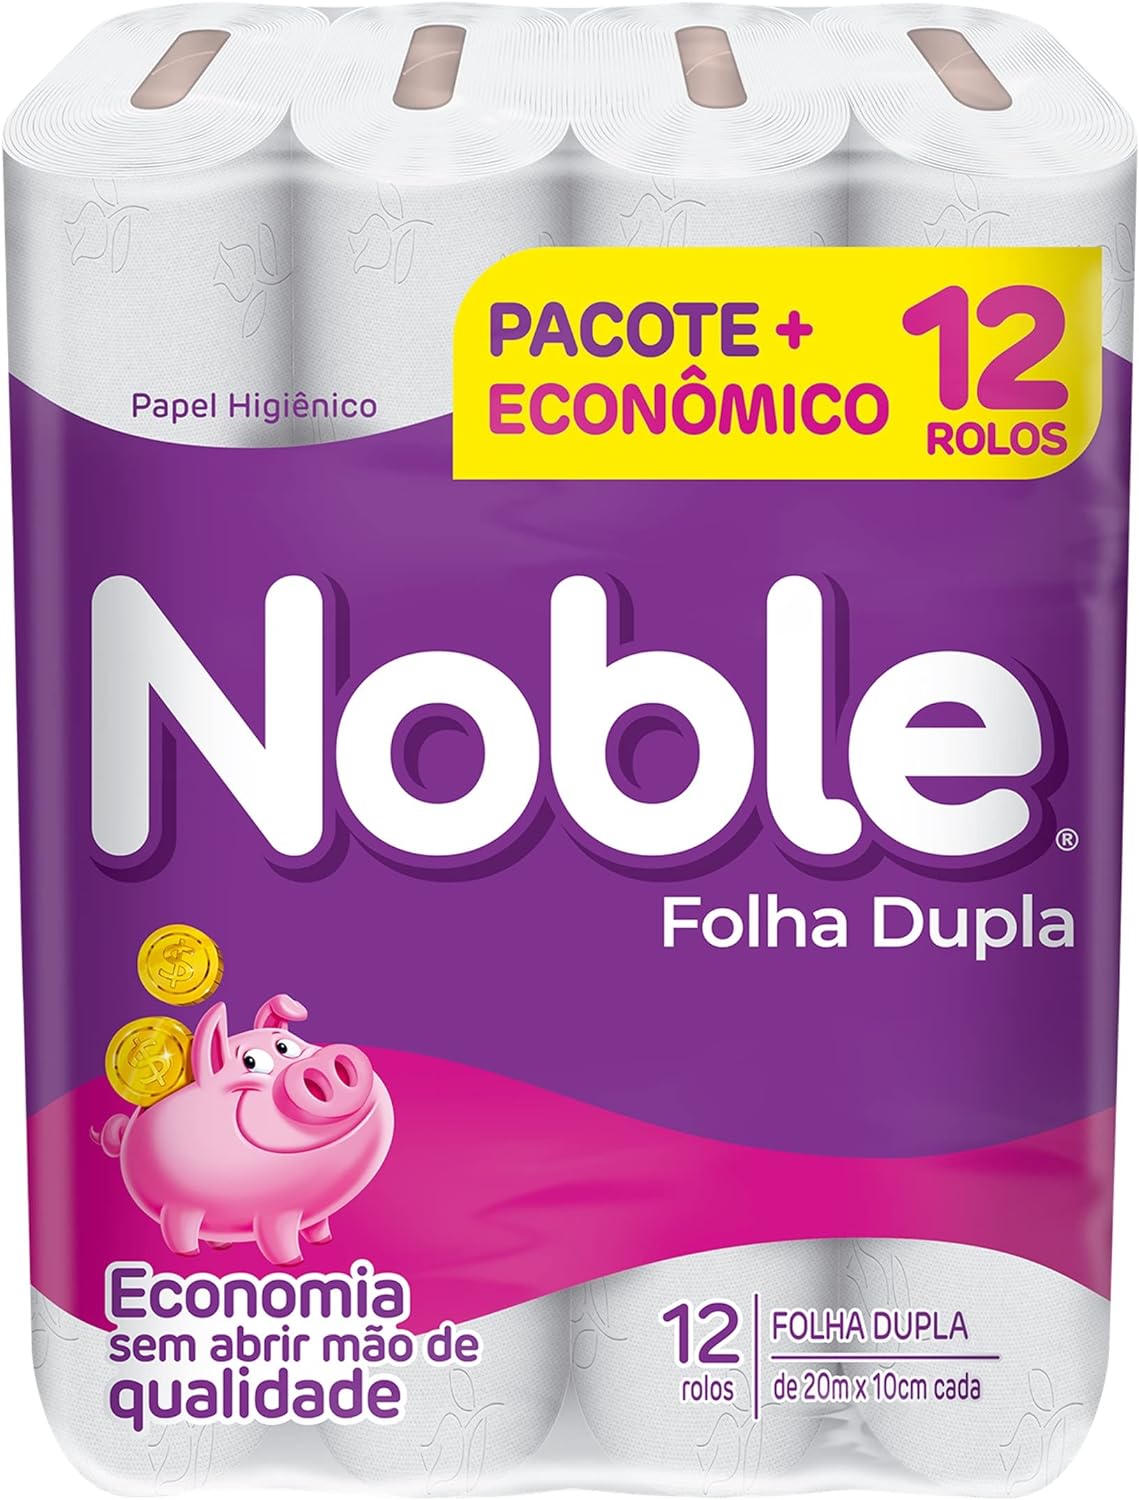 PACOTE +
ECONÔMICO
12
ROLOS
Papel Higiênico
Noble®
Folha Dupla
$
$
Economia
sem abrir mão de
qualidade
12
rolos
FOLHA DUPLA
de 20m x 10cm cada